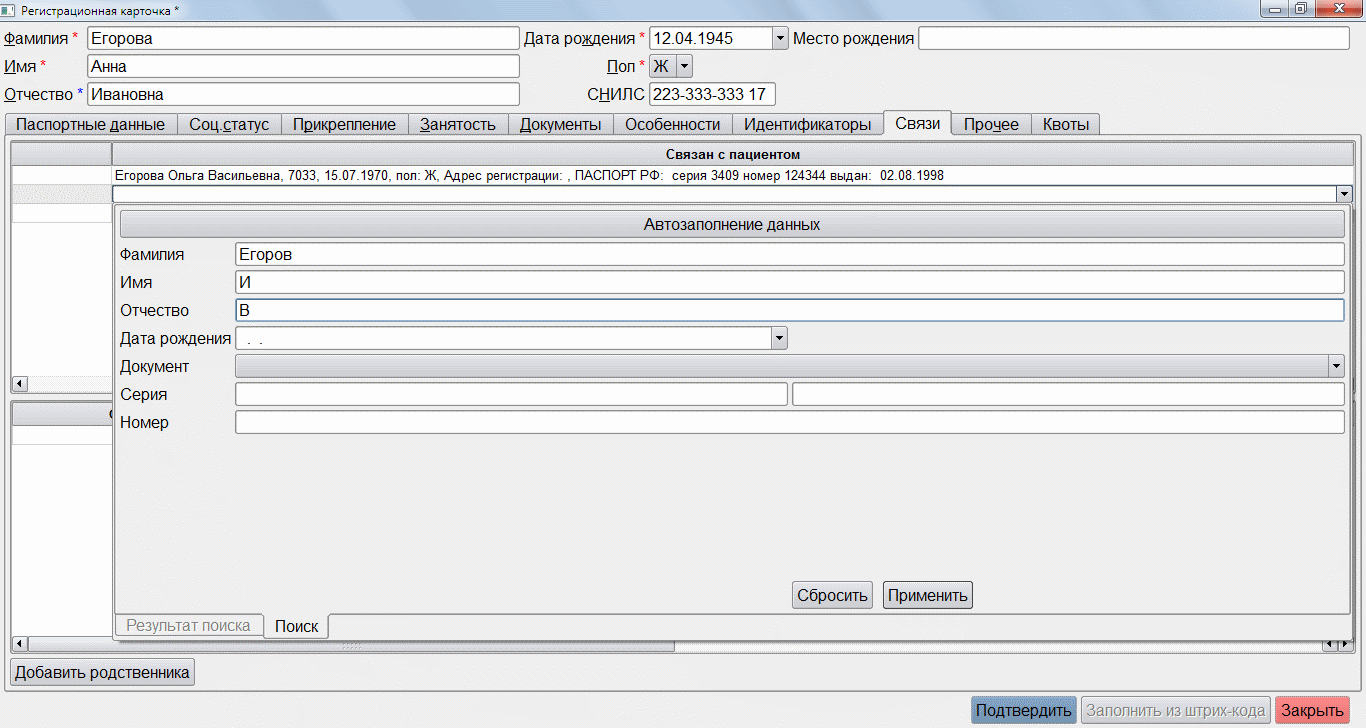 Регистрационная карточка *
Фамилия * Егорова Дата рождения * 12.04.1945 Место рождения
Имя * Анна Пол * Ж
Отчество * Ивановна СНИЛС 223-333-333 17
Паспортные данные Соц.статус Прикрепление Занятость Документы Особенности Идентификаторы Связи Прочее Квоты
Связан с пациентом
Егорова Ольга Васильевна, 7033, 15.07.1970, пол: Ж, Адрес регистрации: , ПАСПОРТ РФ: серия 3409 номер 124344 выдан: 02.08.1998
Автозаполнение данных
Фамилия Егоров
Имя И
Отчество В
Дата рождения . .
Документ
Серия
Номер
Сбросить Применить
Результат поиска Поиск
Добавить родственника
Подтвердить Заполнить из штрих-кода Закрыть